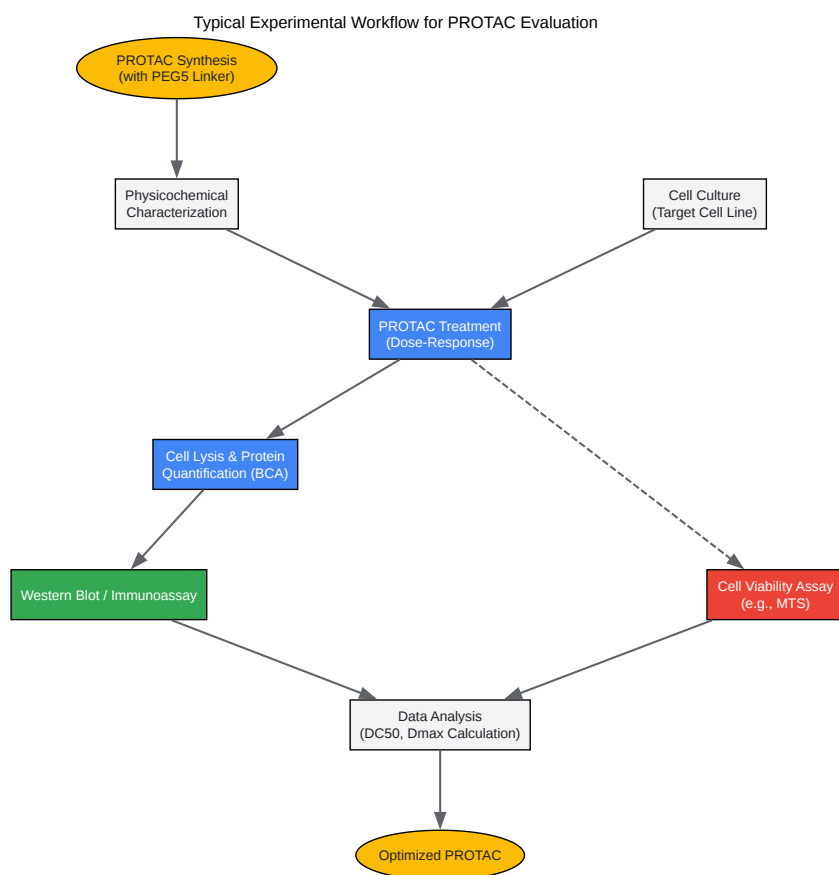 Typical Experimental Workflow for PROTAC Evaluation
PROTAC Synthesis
(with PEG5 Linker)
Physicochemical
Characterization
Cell Culture
(Target Cell Line)
PROTAC Treatment
(Dose-Response)
Cell Lysis & Protein
Quantification (BCA)
Western Blot / Immunoassay
Cell Viability Assay
(e.g., MTS)
Data Analysis
(DC50, Dmax Calculation)
Optimized PROTAC